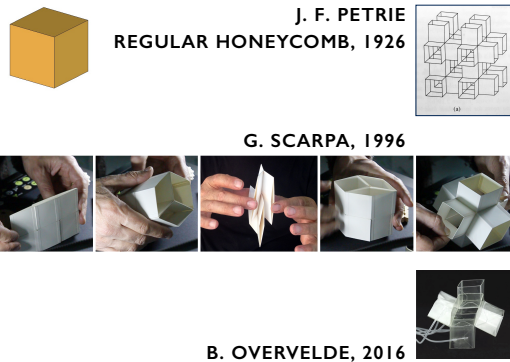 J. F. PETRIE
REGULAR HONEYCOMB, 1926
(a)
G. SCARPA, 1996
B. OVERVELDE, 2016